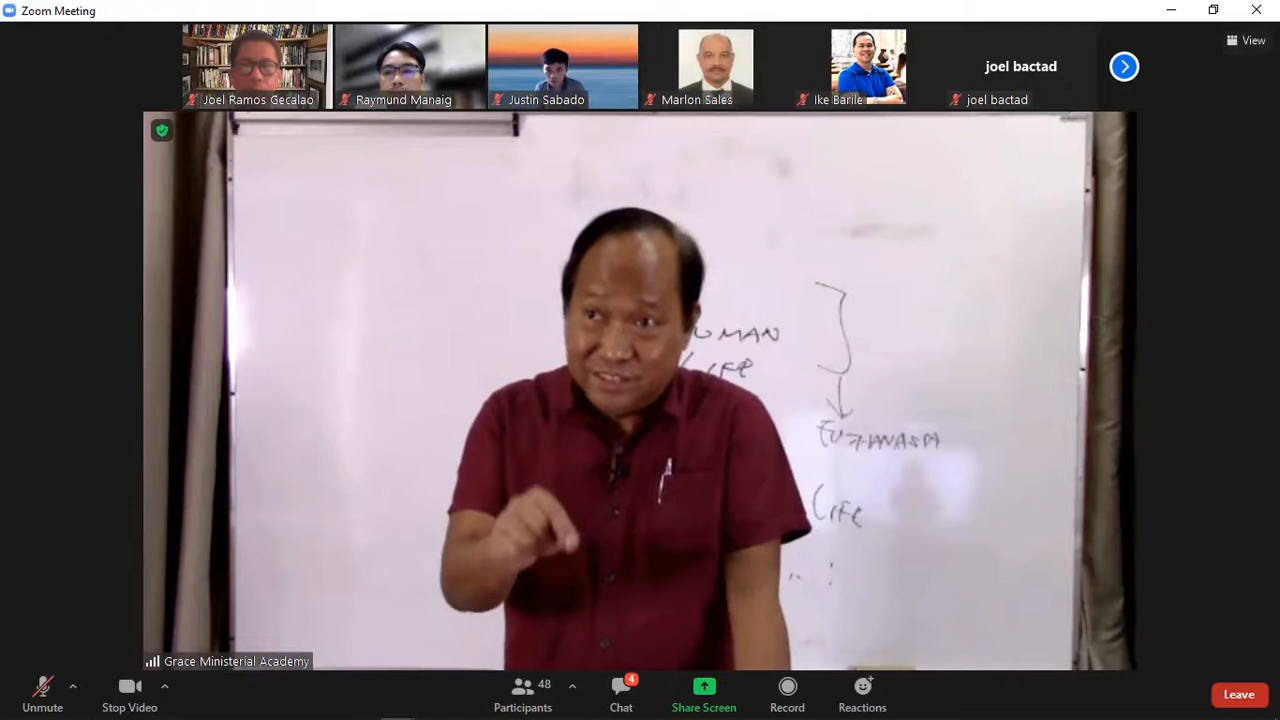 Zoom Meeting
View
joel bactad
Joel Ramos Gecalao
Raymund Manaig
Justin Sabado
Marlon Sales
Ike Barile
joel bactad
UMAN
LIFE
EUTHANASIA
LIFE
Grace Ministerial Academy
48
4
Unmute
Stop Video
Participants
Chat
Share Screen
Record
Reactions
Leave